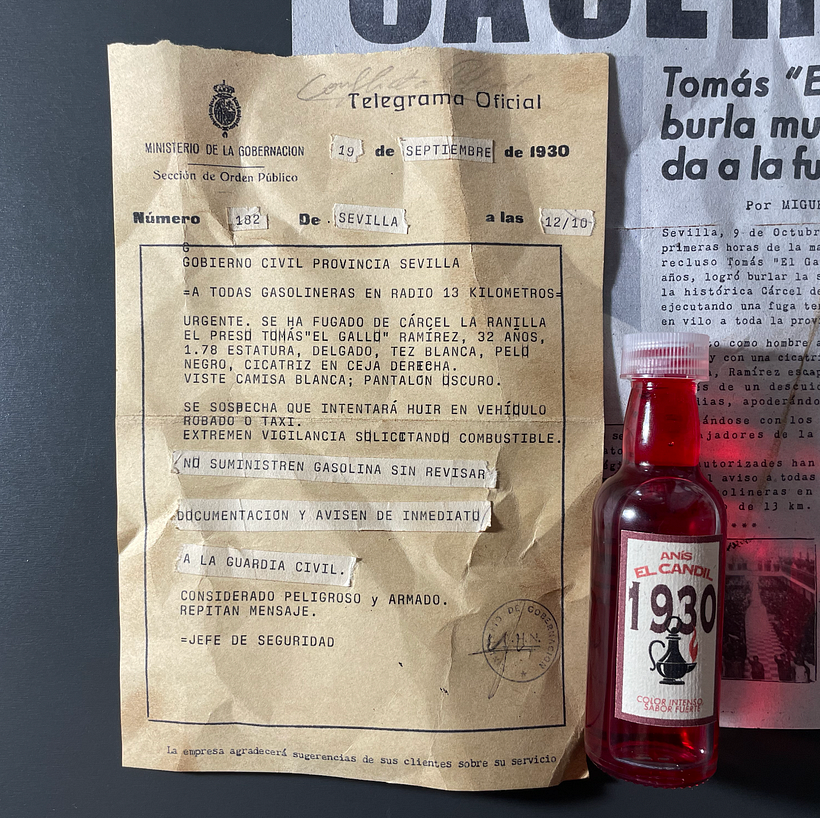 Telegrama Oficial
MINISTERIO DE LA GOBERNACION
Sección de Orden Público
19 de SEPTIEMBRE de 1930
Número 182 De SEVILLA a las 12/10
G
GOBIERNO CIVIL PROVINCIA SEVILLA
=A TODAS GASOLINERAS EN RADIO 13 KILOMETROS=
URGENTE. SE HA FUGADO DE CÁRCEL LA RANILLA
EL PRESO TOMÁS"EL GALLO" RAMÍREZ, 32 AÑOS,
1.78 ESTATURA, DELGADO, TEZ BLANCA, PELO
NEGRO, CICATRIZ EN CEJA DERECHA.
VISTE CAMISA BLANCA; PANTALON OSCURO.
SE SOSPECHA QUE INTENTARÁ HUIR EN VEHÍCULO
ROBADO O TAXI.
EXTREMEN VIGILANCIA SOLICITANDO COMBUSTIBLE.
NO SUMINISTREN GASOLINA SIN REVISAR
DOCUMENTACION Y AVISEN DE INMEDIATO
A LA GUARDIA CIVIL.
CONSIDERADO PELIGROSO y ARMADO.
REPITAN MENSAJE.
=JEFE DE SEGURIDAD
DE GOBERNACION
La empresa agradecerá sugerencias de sus clientes sobre su servicio
Tomás "E
burla mu
da a la fu
Por MIGUE
Sevilla, 9 de Octubr
primeras horas de la ma
recluso Tomás "El Ga
años, logró burlar la s
la histórica Cárcel de
ejecutando una fuga te
en vilo a toda la prov
o como hombre a
y con una cicatri
, Ramírez escap
s de un descui
dias, apoderándo
ándose con los
ajadores de la
utorizades han
l aviso a todas
olineras en
de 13 km.
ANÍS
EL CANDIL
1930
COLOR INTENSO,
SABOR FUERTE